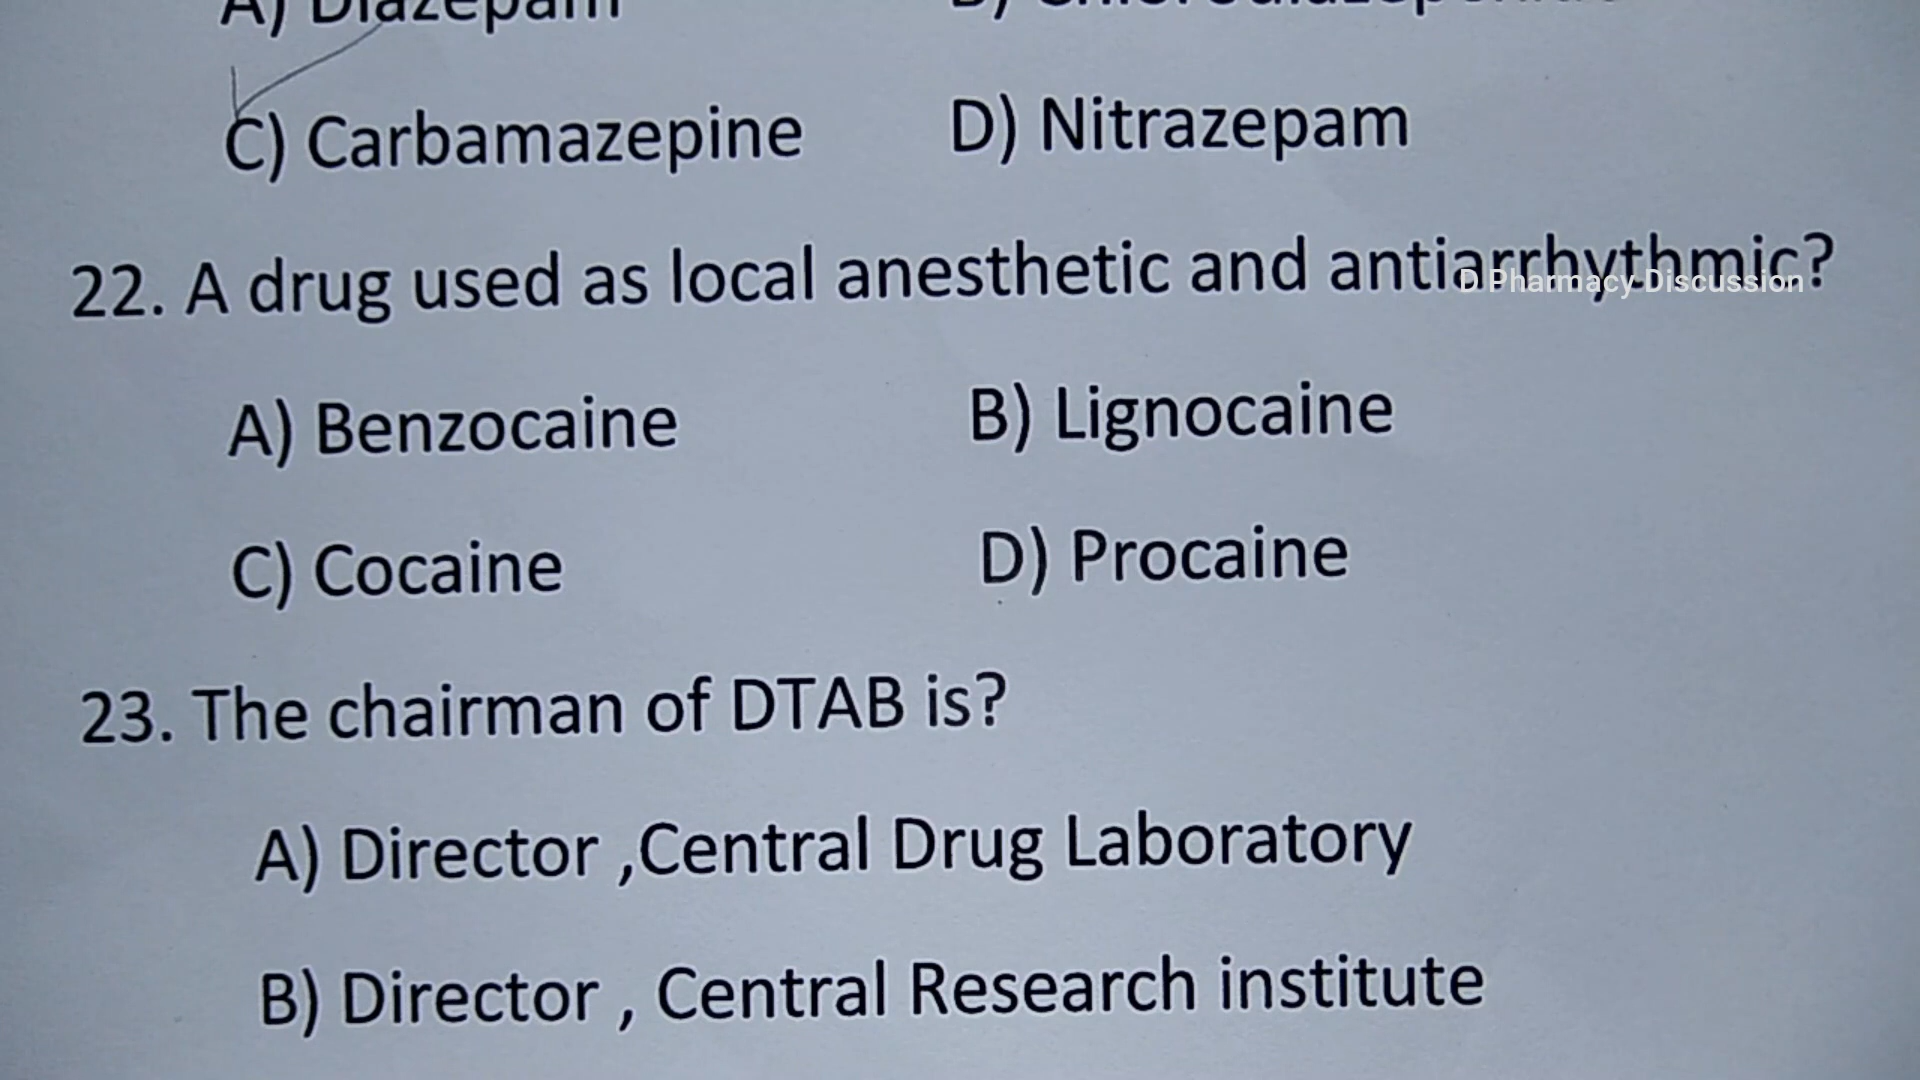 A) Diazepam
C) Carbamazepine D) Nitrazepam
22. A drug used as local anesthetic and antiarrhythmic?
D Pharmacy Discussion
A) Benzocaine B) Lignocaine
C) Cocaine D) Procaine
23. The chairman of DTAB is?
A) Director ,Central Drug Laboratory
B) Director , Central Research institute